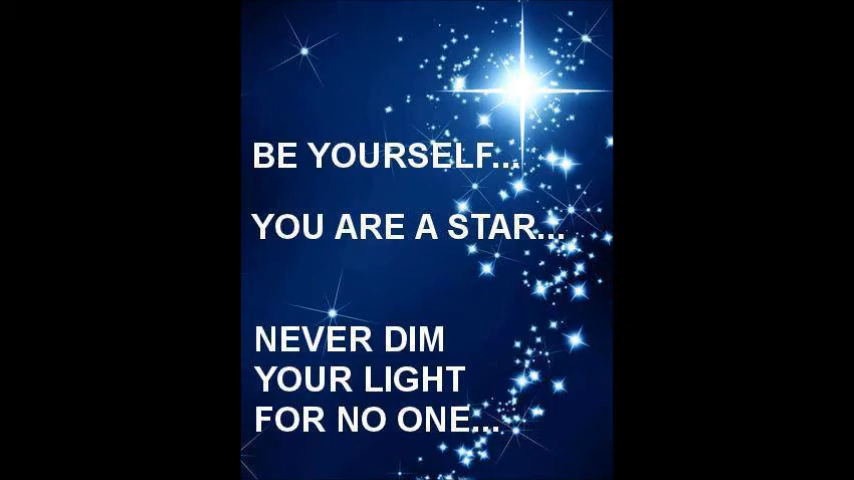 BE YOURSELF...
YOU ARE A STAR...
NEVER DIM
YOUR LIGHT
FOR NO ONE...